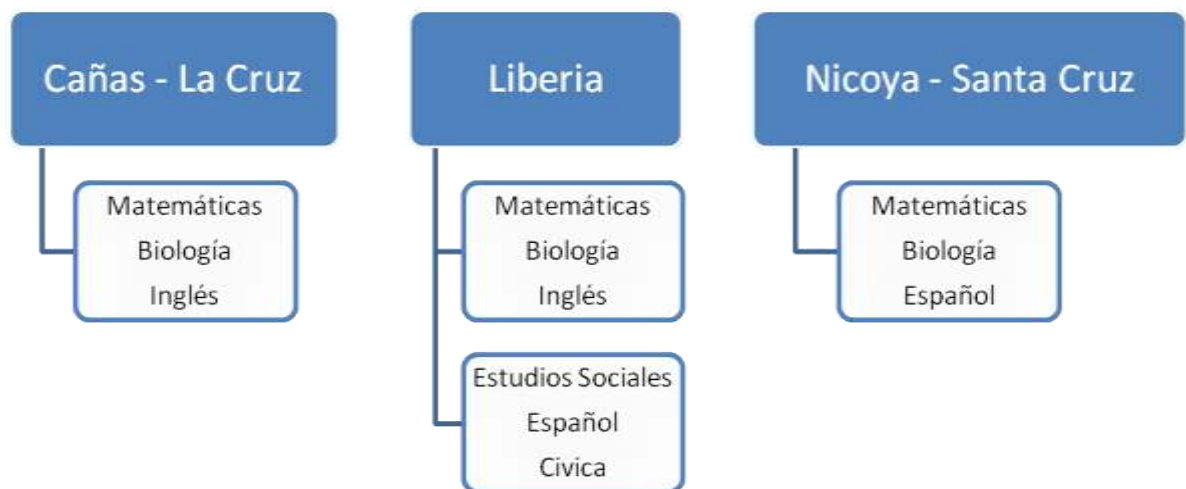 Cañas - La Cruz
Matemáticas
Biología
Inglés
Liberia
Matemáticas
Biología
Inglés
Estudios Sociales
Español
Civica
Nicoya - Santa Cruz
Matemáticas
Biología
Español